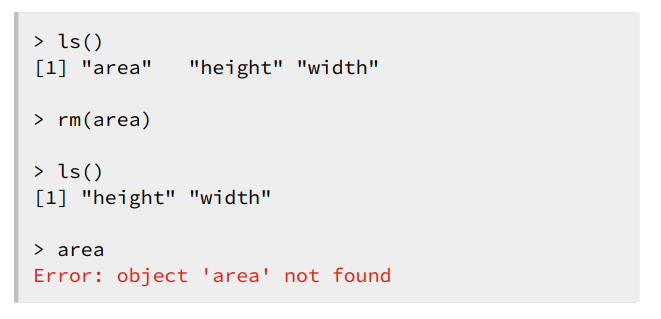 > ls()
[1] "area"   "height" "width"
> rm(area)
> ls()
[1] "height" "width"
> area
Error: object 'area' not found